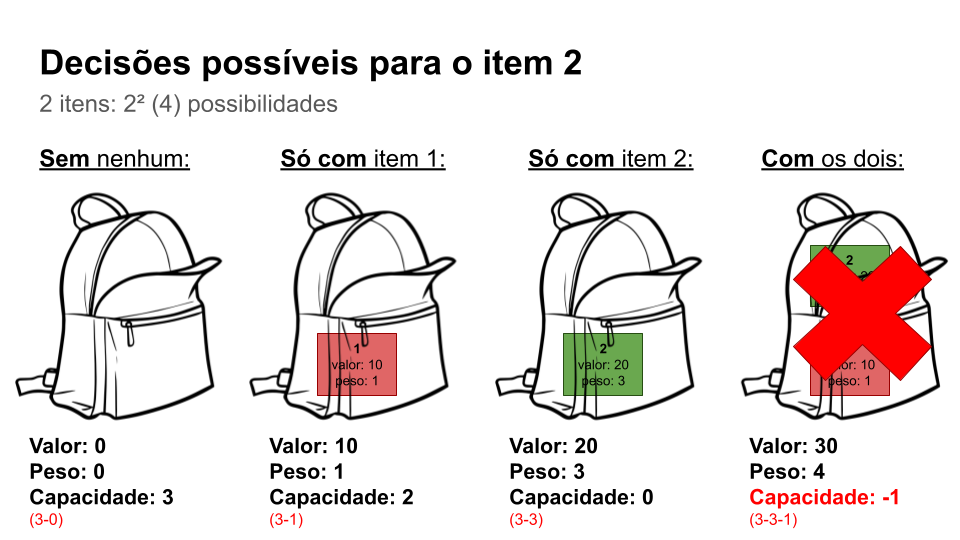 Decisões possíveis para o item 2
2 itens: 2² (4) possibilidades
Sem nenhum:
Só com item 1:
Só com item 2:
Com os dois:
1
valor: 10
peso: 1
2
valor: 20
peso: 3
2
10
peso: 1
Valor: 0
Peso: 0
Capacidade: 3
(3-0)
Valor: 10
Peso: 1
Capacidade: 2
(3-1)
Valor: 20
Peso: 3
Capacidade: 0
(3-3)
Valor: 30
Peso: 4
Capacidade: -1
(3-3-1)